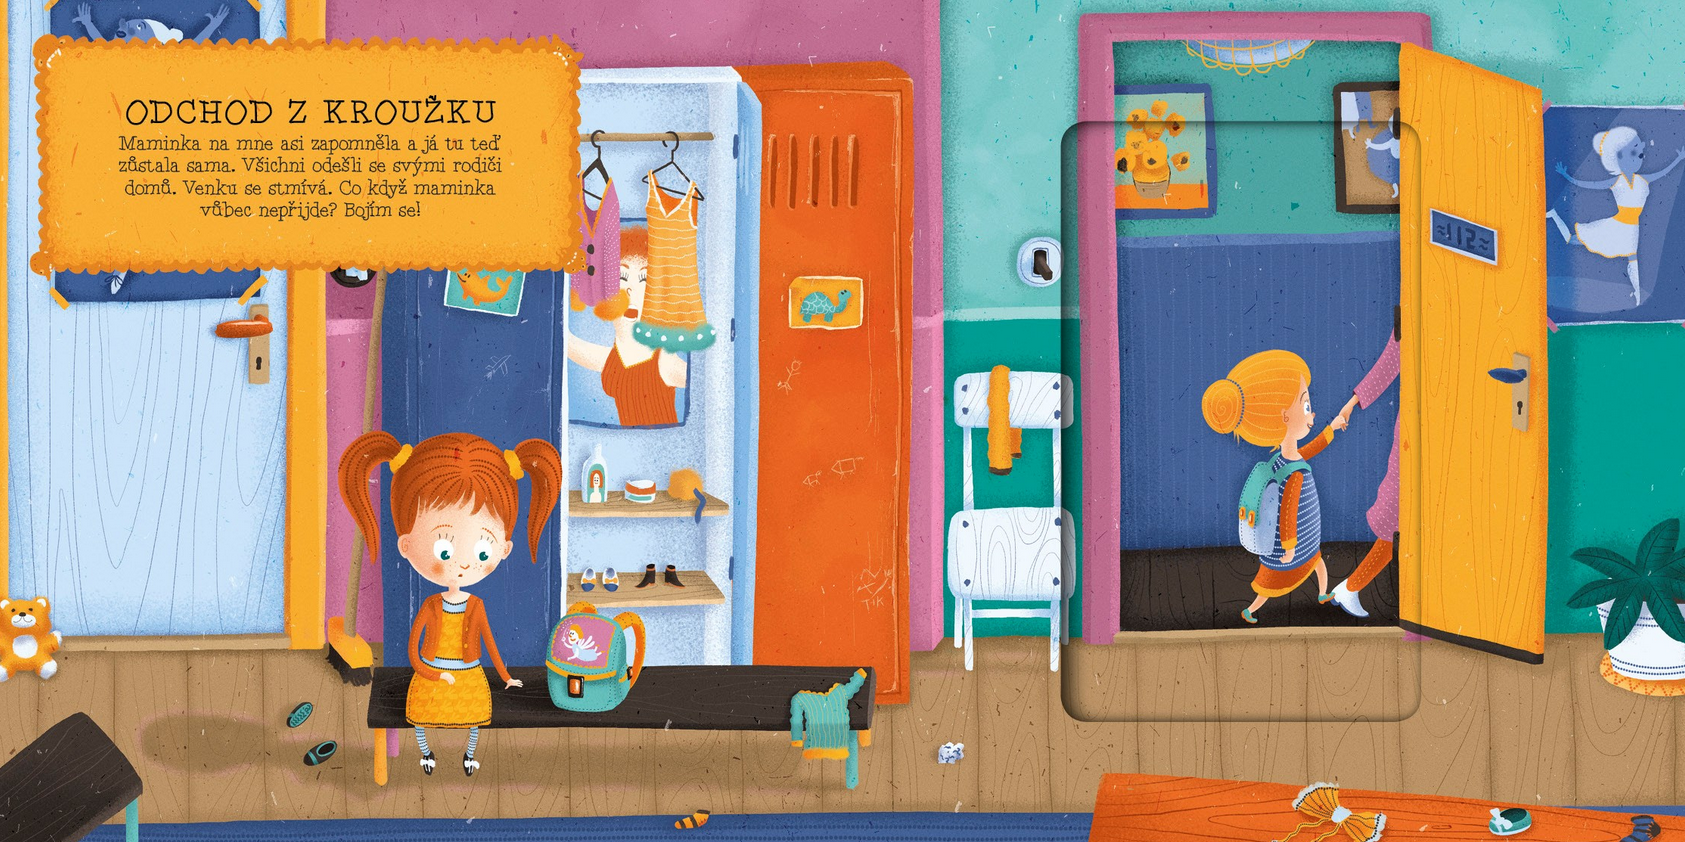 ODCHOD Z KROUŽKU
Maminka na mne asi zapomněla a já tu teď
zůstala sama. Všichni odešli se svými rodiči
domů. Venku se stmívá. Co když maminka
vůbec nepřijde? Bojím se!
T+K